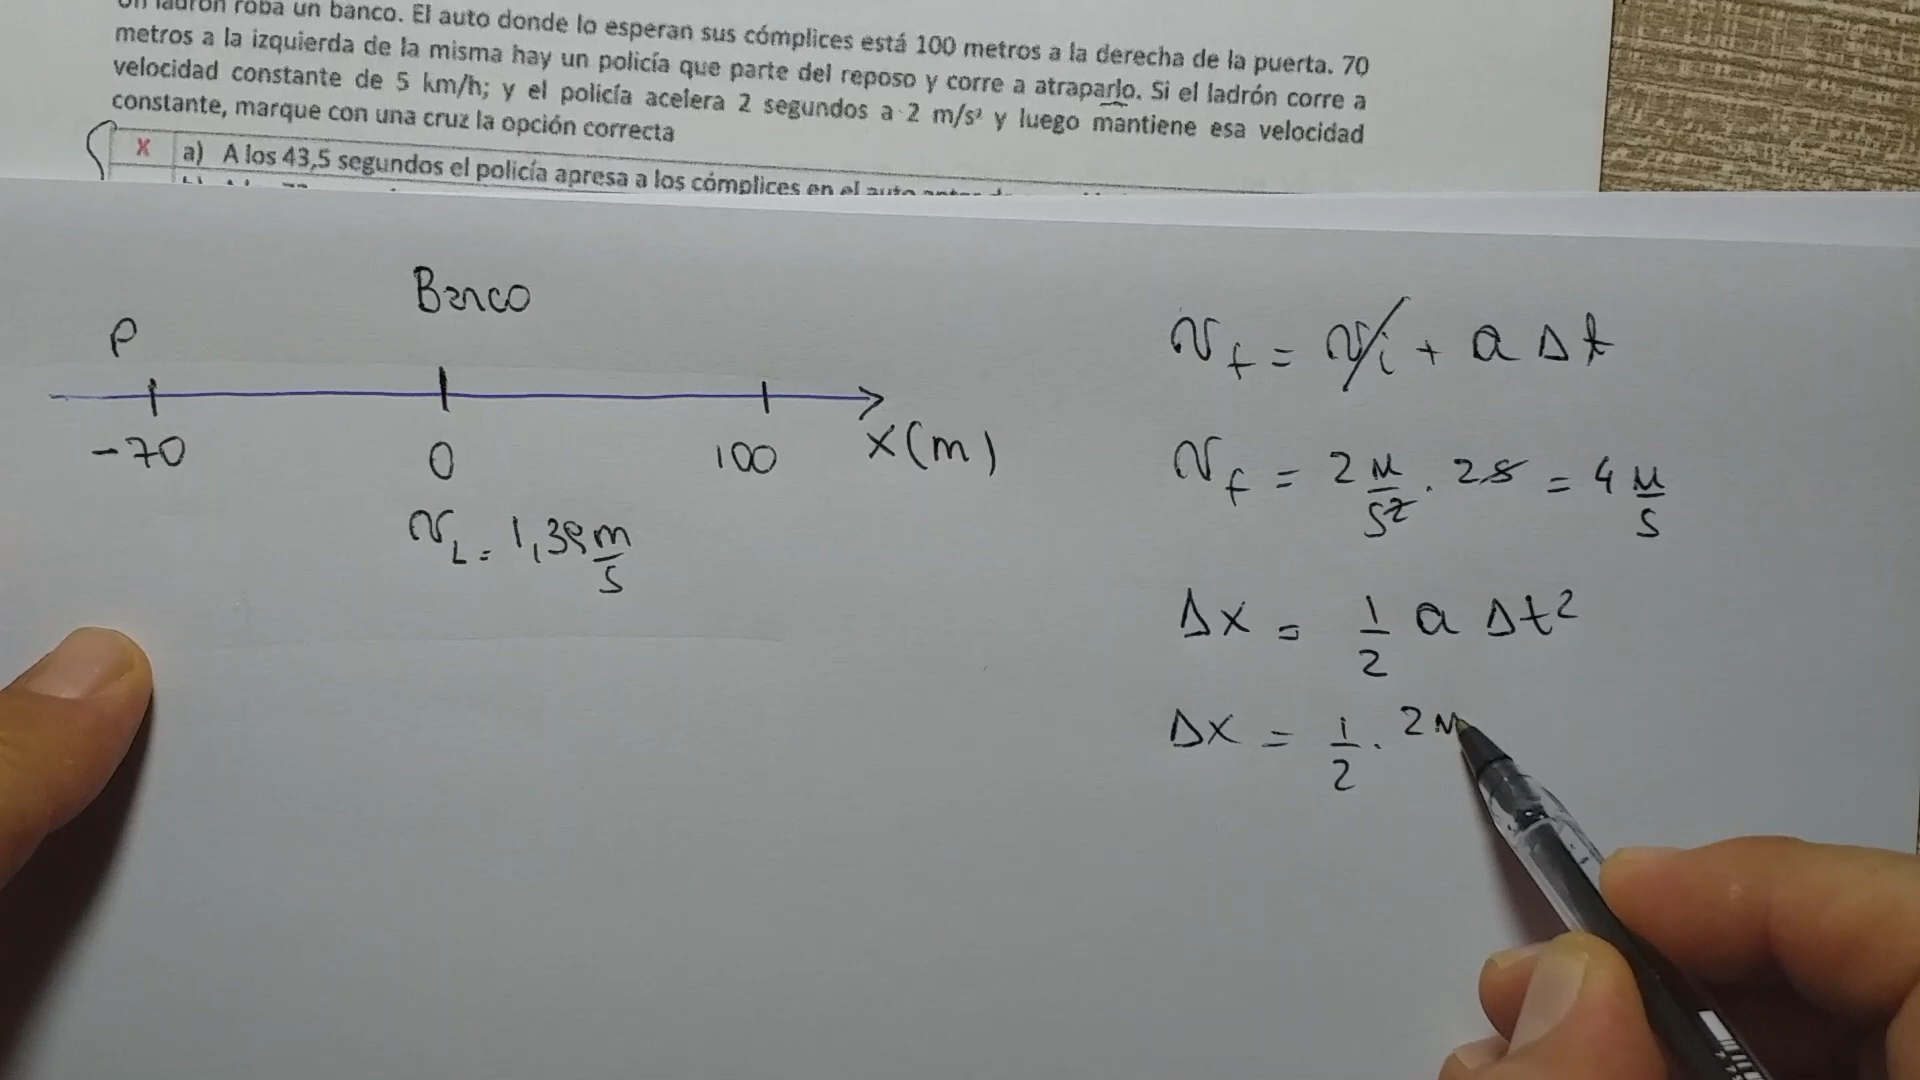 Un ladrón roba un banco. El auto donde lo esperan sus cómplices está 100 metros a la derecha de la puerta. 70
metros a la izquierda de la misma hay un policía que parte del reposo y corre a atraparlo. Si el ladrón corre a
velocidad constante de 5 km/h; y el policía acelera 2 segundos a 2 m/s² y luego mantiene esa velocidad
constante, marque con una cruz la opción correcta
X a) A los 43,5 segundos el policía apresa a los cómplices en el auto
Banco
P
-70 0 100 X(m)
v_L = 1,39 m/s
v_f = v_i + a Δt
v_f = 2 m/s² . 2s = 4 m/s
Δx = 1/2 a Δt²
Δx = 1/2 . 2 m